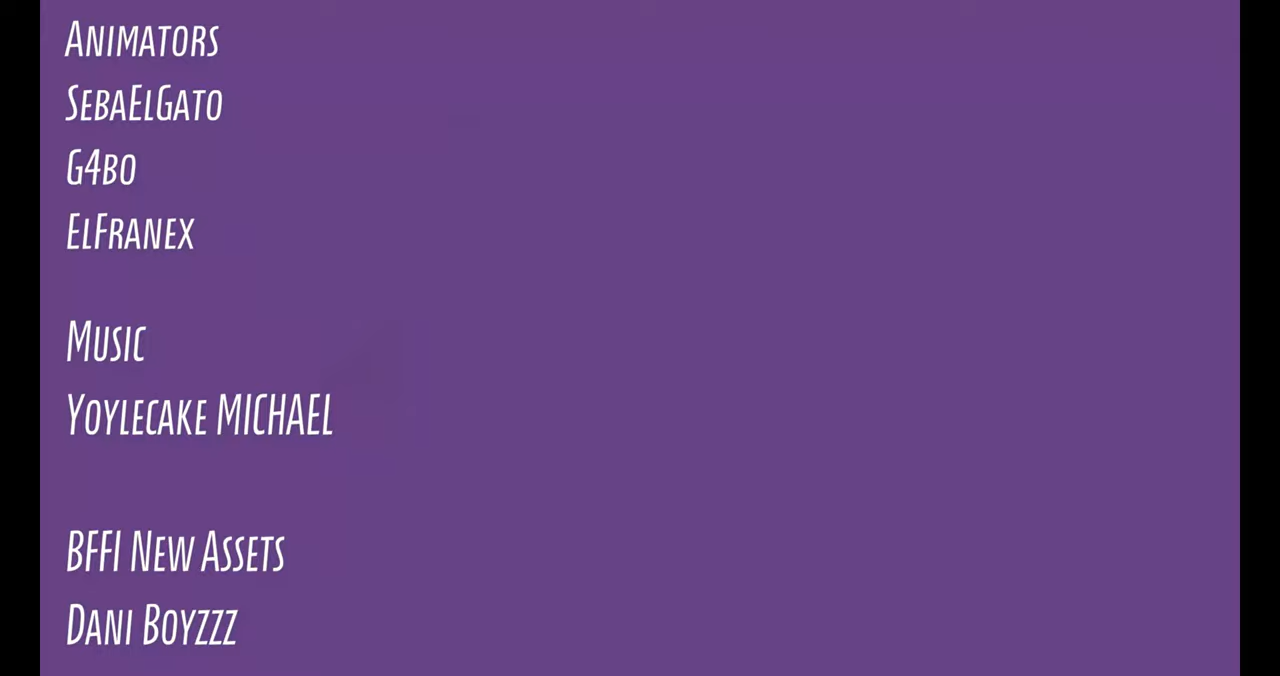 Animators
SebaElGato
G4bo
ElFranex
Music
Yoylecake MICHAEL
BFFI New Assets
Dani Boyzzz